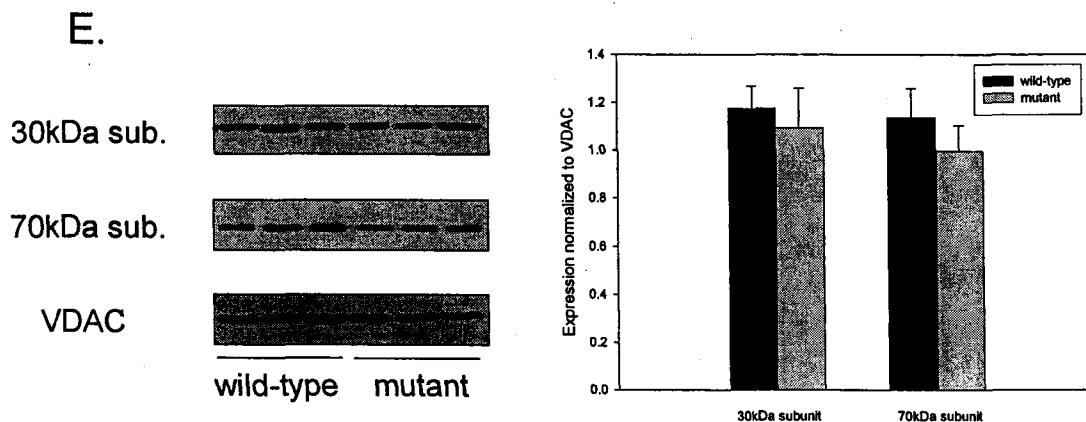 E.
30kDa sub.
70kDa sub.
VDAC
wild-type mutant
Expression normalized to VDAC
1.4
1.2
1.0
0.8
0.6
0.4
0.2
0.0
wild-type
mutant
30kDa subunit 70kDa subunit